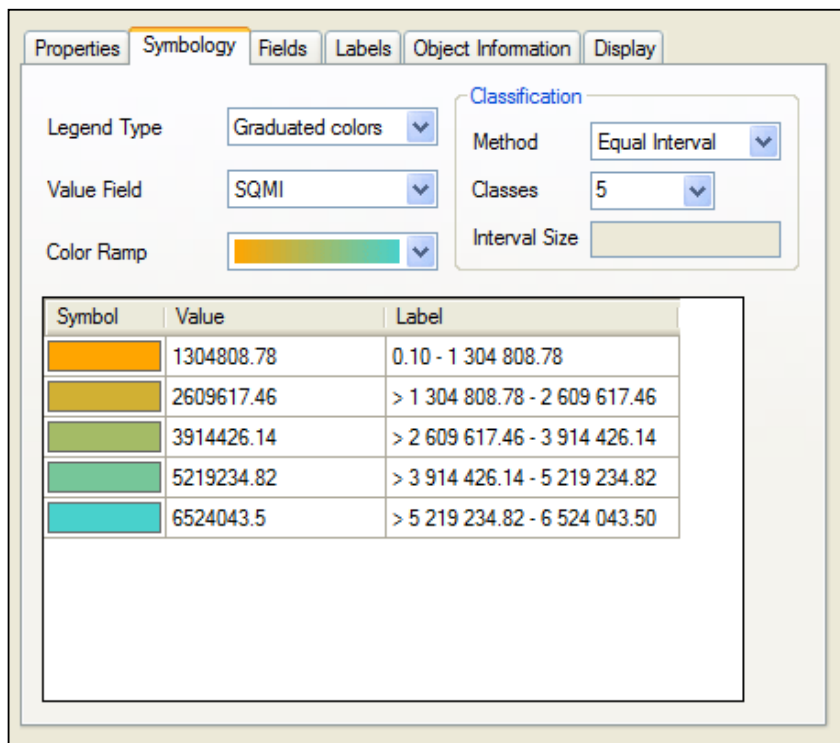 Properties Symbology Fields Labels Object Information Display
Classification
Legend Type Graduated colors
Method Equal Interval
Value Field SQMI
Classes 5
Color Ramp
Interval Size
Symbol Value Label
1304808.78 0.10 - 1 304 808.78
2609617.46 > 1 304 808.78 - 2 609 617.46
3914426.14 > 2 609 617.46 - 3 914 426.14
5219234.82 > 3 914 426.14 - 5 219 234.82
6524043.5 > 5 219 234.82 - 6 524 043.50